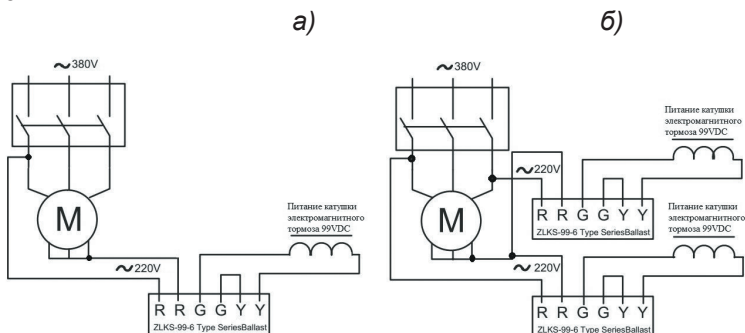 а)
б)
～380V
～380V
Питание катушки
электромагнитного
тормоза 99VDC
～220V
R R G G Y Y
ZLKS-99-6 Type SeriesBallast
M
Питание катушки
электромагнитного
тормоза 99VDC
～220V
R R G G Y Y
ZLKS-99-6 Type SeriesBallast
M
Питание катушки
электромагнитного
тормоза 99VDC
～220V
R R G G Y Y
ZLKS-99-6 Type SeriesBallast